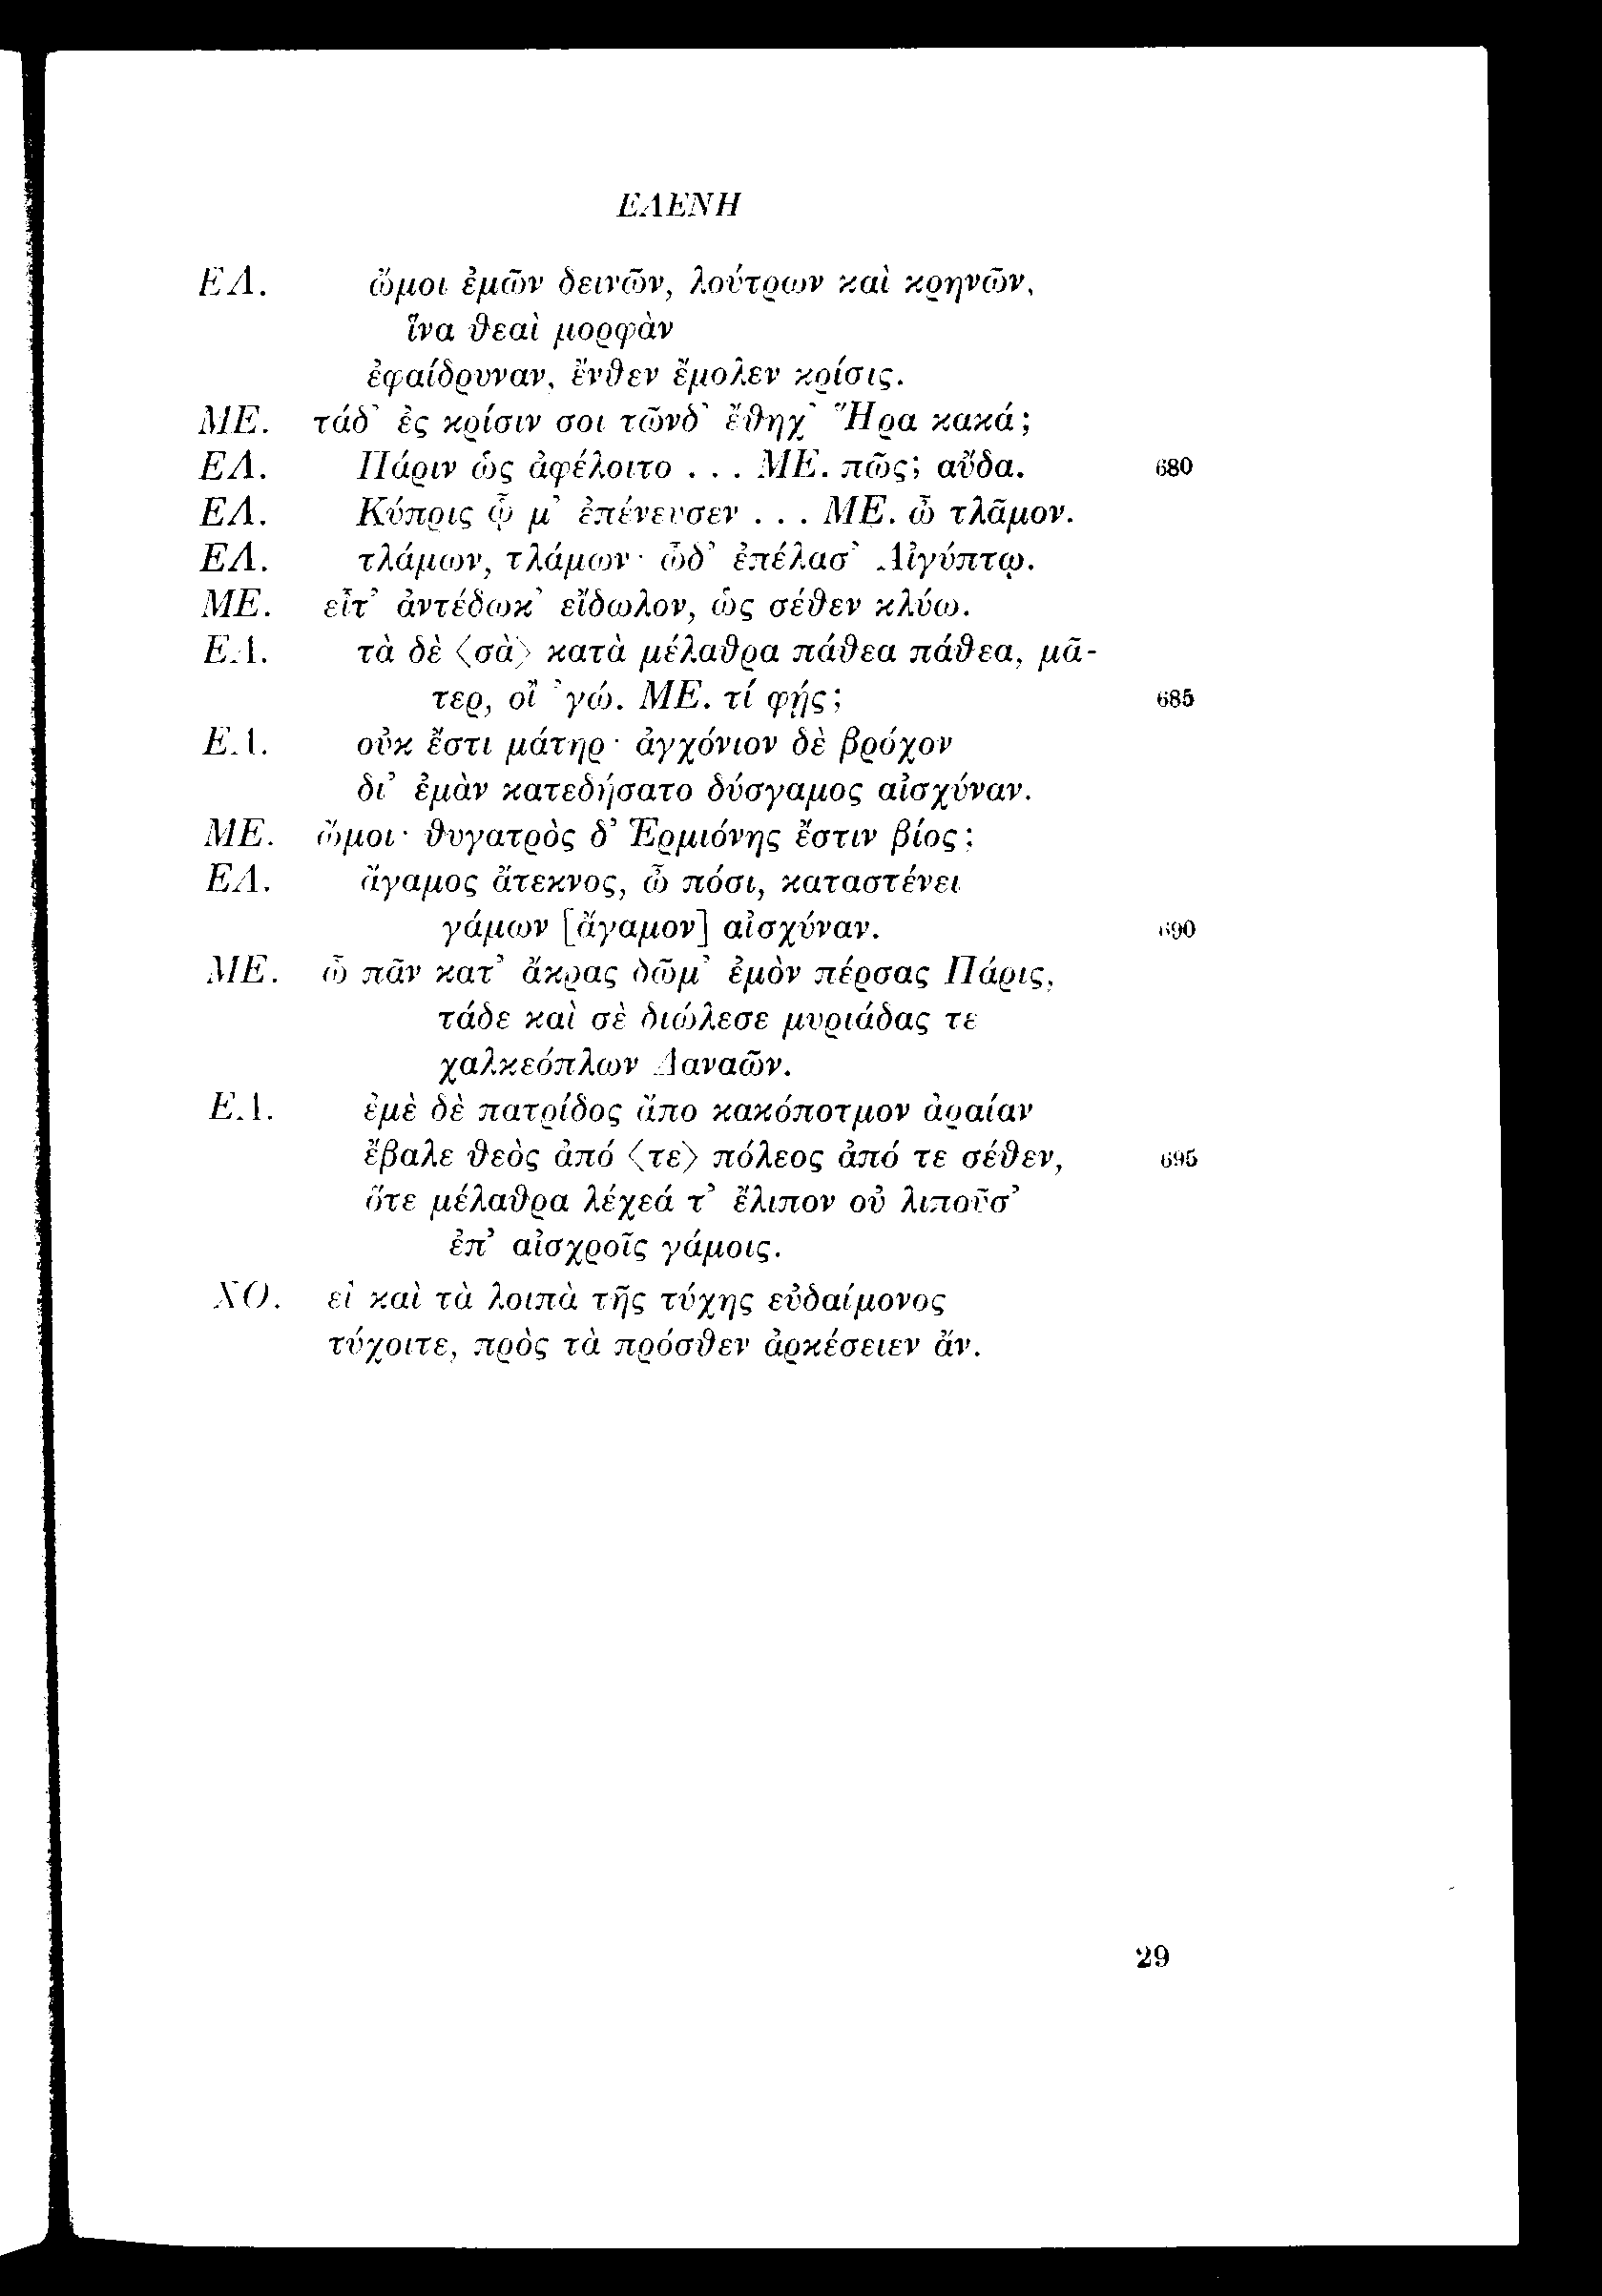 ΕΛΕΝΗ
ΕΛ. ὤμοι ἐμῶν δεινῶν, λούτρων καὶ κρηνῶν,
ἵνα θεαὶ μορφὰν
ἐφαίδρυναν, ἔνθεν ἔμολεν κρίσις.
ΜΕ. τάδ' ἐς κρίσιν σοι τῶνδ' ἔθηχ' Ἥρα κακά;
ΕΛ. Πάριν ὡς ἀφέλοιτο . . . ΜΕ. πῶς; αὔδα. 680
ΕΛ. Κύπρις ᾧ μ' ἐπένευσεν . . . ΜΕ. ὦ τλᾶμον.
ΕΛ. τλάμων, τλάμων· ὧδ' ἐπέλασ' Αἰγύπτῳ.
ΜΕ. εἶτ' ἀντέδωκ' εἴδωλον, ὡς σέθεν κλύω.
ΕΛ. τὰ δὲ ⟨σὰ⟩ κατὰ μέλαθρα πάθεα πάθεα, μᾶ-
τερ, οἲ 'γώ. ΜΕ. τί φῄς; 685
ΕΛ. οὐκ ἔστι μάτηρ· ἀγχόνιον δὲ βρόχον
δι' ἐμὰν κατεδήσατο δύσγαμος αἰσχύναν.
ΜΕ. ὤμοι· θυγατρὸς δ' Ἑρμιόνης ἔστιν βίος;
ΕΛ. ἄγαμος ἄτεκνος, ὦ πόσι, καταστένει
γάμων [ἄγαμον] αἰσχύναν. 690
ΜΕ. ὦ πᾶν κατ' ἄκρας δῶμ' ἐμὸν πέρσας Πάρις,
τάδε καὶ σὲ διώλεσε μυριάδας τε
χαλκεόπλων Δαναῶν.
ΕΛ. ἐμὲ δὲ πατρίδος ἄπο κακόποτμον ἀραίαν
ἔβαλε θεὸς ἀπό ⟨τε⟩ πόλεος ἀπό τε σέθεν, 695
ὅτε μέλαθρα λέχεά τ' ἔλιπον οὐ λιποῦσ'
ἐπ' αἰσχροῖς γάμοις.
ΧΟ. εἰ καὶ τὰ λοιπὰ τῆς τύχης εὐδαίμονος
τύχοιτε, πρὸς τὰ πρόσθεν ἀρκέσειεν ἄν.
29